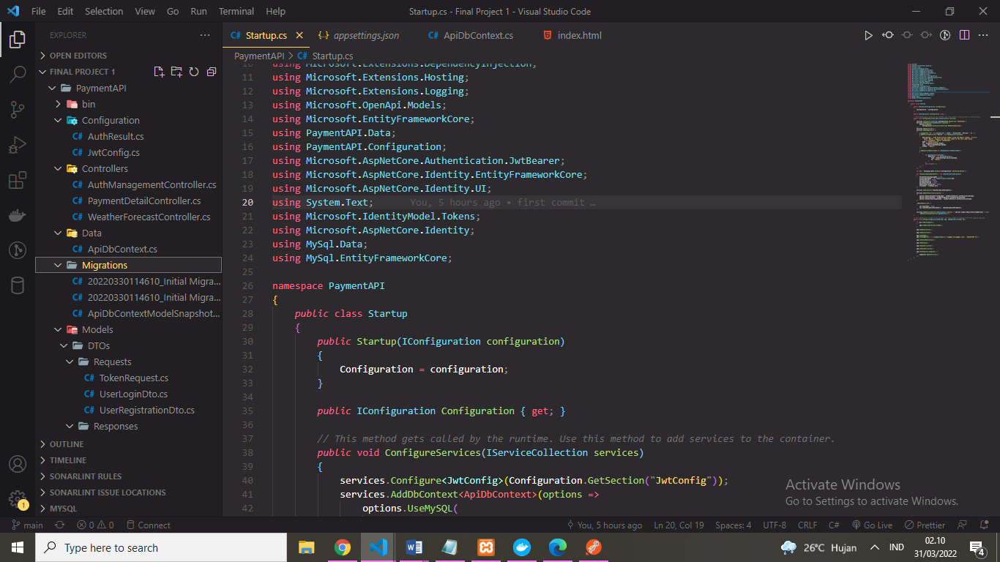 File Edit Selection View Go Run Terminal Help
Startup.cs - Final Project 1 - Visual Studio Code
EXPLORER
OPEN EDITORS
FINAL PROJECT 1
PaymentAPI
bin
Configuration
AuthResult.cs
JwtConfig.cs
Controllers
AuthManagementController.cs
PaymentDetailController.cs
WeatherForecastController.cs
Data
ApiDbContext.cs
Migrations
20220330114610_Initial Migra...
20220330114610_Initial Migra...
ApiDbContextModelSnapshot...
Models
DTOs
Requests
TokenRequest.cs
UserLoginDto.cs
UserRegistrationDto.cs
Responses
OUTLINE
TIMELINE
SONARLINT RULES
SONARLINT ISSUE LOCATIONS
MYSQL
1
Startup.cs appsettings.json ApiDbContext.cs index.html
PaymentAPI > Startup.cs
10 using Microsoft.Extensions.DependencyInjection;
11 using Microsoft.Extensions.Hosting;
12 using Microsoft.Extensions.Logging;
13 using Microsoft.OpenApi.Models;
14 using Microsoft.EntityFrameworkCore;
15 using PaymentAPI.Data;
16 using PaymentAPI.Configuration;
17 using Microsoft.AspNetCore.Authentication.JwtBearer;
18 using Microsoft.AspNetCore.Identity.EntityFrameworkCore;
19 using Microsoft.AspNetCore.Identity.UI;
20 using System.Text; You, 5 hours ago • first commit …
21 using Microsoft.IdentityModel.Tokens;
22 using Microsoft.AspNetCore.Identity;
23 using MySql.Data;
24 using MySql.EntityFrameworkCore;
25
26 namespace PaymentAPI
27 {
28 public class Startup
29 {
30 public Startup(IConfiguration configuration)
31 {
32 Configuration = configuration;
33 }
34
35 public IConfiguration Configuration { get; }
36
37 // This method gets called by the runtime. Use this method to add services to the container.
38 public void ConfigureServices(IServiceCollection services)
39 {
40 services.Configure<JwtConfig>(Configuration.GetSection("JwtConfig"));
41 services.AddDbContext<ApiDbContext>(options =>
42 options.UseMySQL(
Activate Windows
Go to Settings to activate Windows.
main 0 0 Connect You, 5 hours ago Ln 20, Col 19 Spaces: 4 UTF-8 CRLF C# Go Live Prettier
Type here to search
26°C Hujan IND 02.10
31/03/2022
4